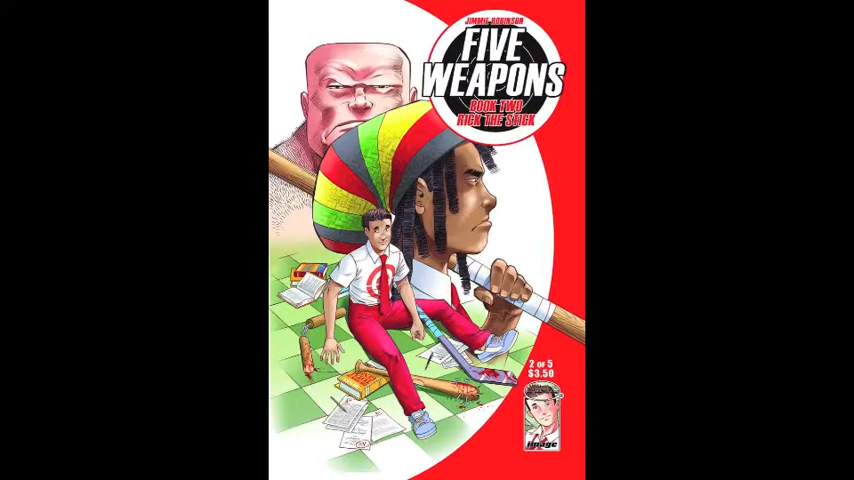 JIMMIE ROBINSON
FIVE
WEAPONS
BOOK TWO
RICK THE STICK
2 OF 5
$3.50
image